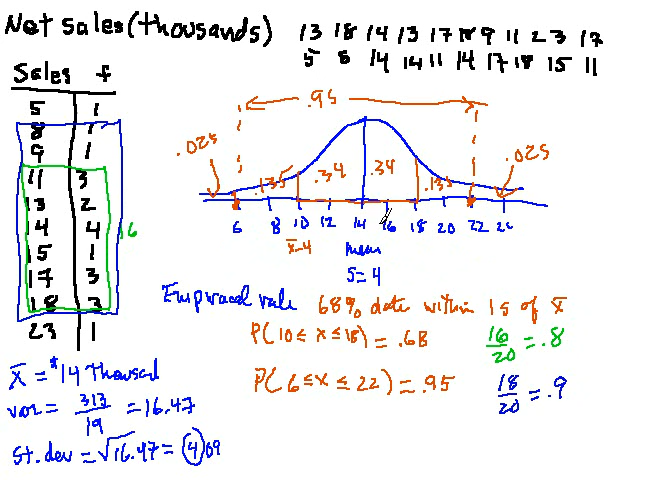 Net sales (thousands)
13 18 14 13 17 18 9 11 23 17
5 8 14 14 11 14 17 18 15 11
Sales f
5 1
8 1
9 1
11 3
13 2
4 4
15 1
17 3
18 3
23 1
16
.95
.025
.135
.34
.34
.135
.025
6 8 10 12 14 16 18 20 22
x̄-4
mean
S=4
Empirical rule 68% data within 1s of x̄
P(10 ≤ x ≤ 18) = .68
16/20 = .8
P(6 ≤ x ≤ 22) = .95
18/20 = .9
x̄ = $14 thousand
var = 313/19 = 16.47
St. dev = √16.47 = 4.09